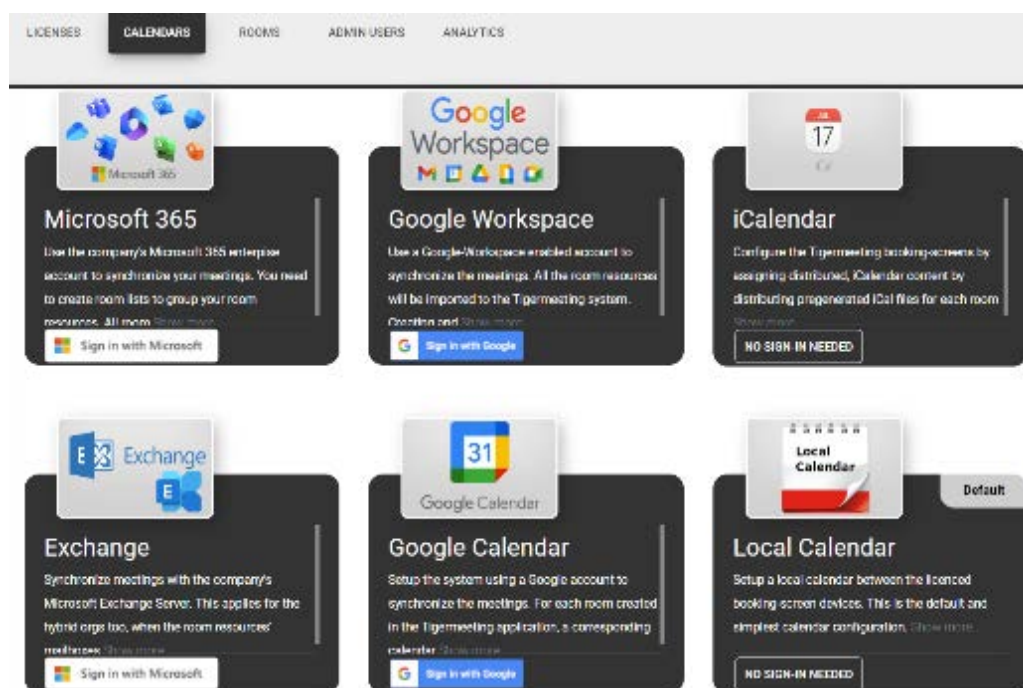 LICENSES CALENDARS ROOMS ADMIN USERS ANALYTICS
Microsoft 365
Microsoft 365
Use the company's Microsoft 365 enterprise
account to synchronize your meetings. You need
to create room lists to group your room
resources. All room Show more
Sign in with Microsoft
Google
Workspace
Google Workspace
Use a Google-Workspace enabled account to
synchronize the meetings. All the room resources
will be imported to the Tigermeeting system.
Creation and Show more
Sign in with Google
JUL
17
iCal
iCalendar
Configure the Tigermeeting booking-screens by
assigning distributed, iCalendar content by
distributing pregenerated iCal files for each room
Show more
NO SIGN-IN NEEDED
Exchange
Exchange
Synchronize meetings with the company's
Microsoft Exchange Server. This applies for the
hybrid orgs too, when the room resources'
mailboxes Show more
Sign in with Microsoft
31
Google Calendar
Google Calendar
Setup the system using a Google account to
synchronize the meetings. For each room created
in the Tigermeeting application, a corresponding
calendar Show more
Sign in with Google
Local
Calendar
Default
Local Calendar
Setup a local calendar between the licenced
booking-screen devices. This is the default and
simplest calendar configuration. Show more
NO SIGN-IN NEEDED